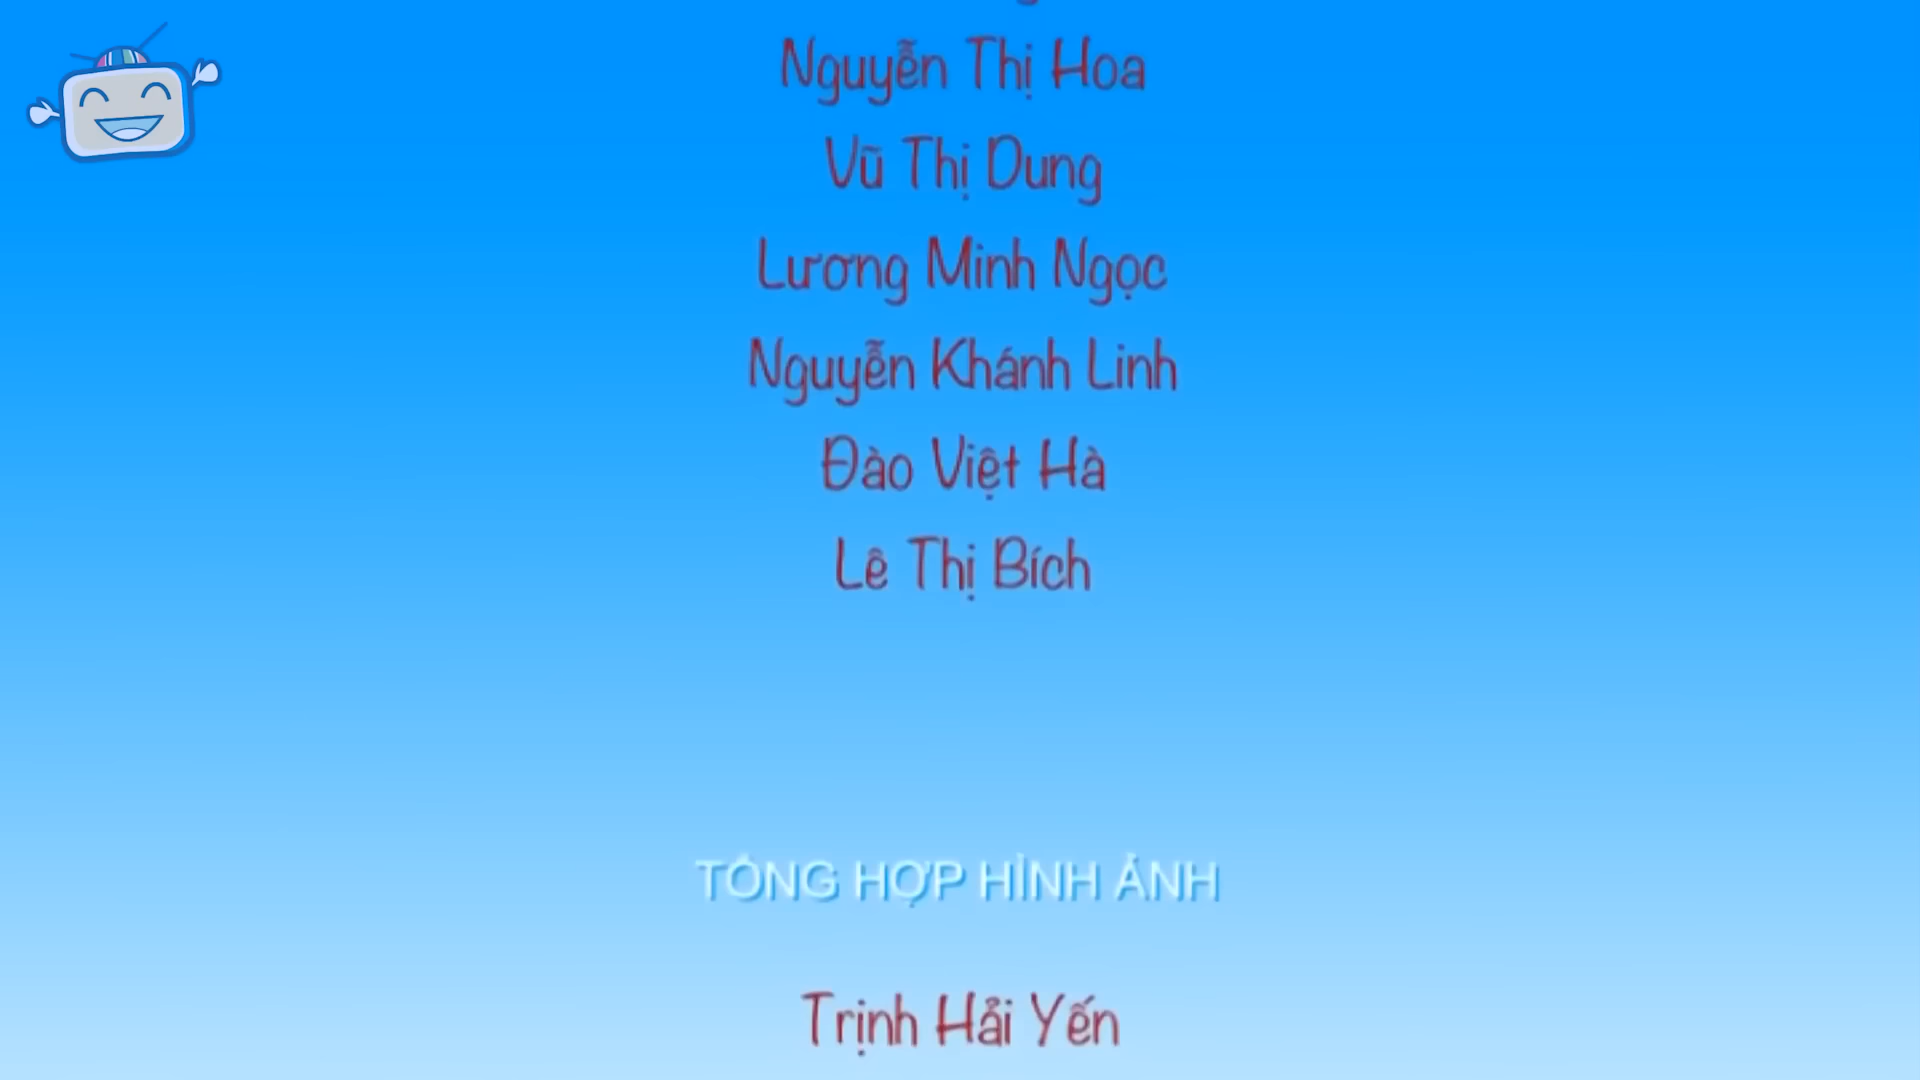 Nguyễn Thị Hoa
Vũ Thị Dung
Lương Minh Ngọc
Nguyễn Khánh Linh
Đào Việt Hà
Lê Thị Bích
TỔNG HỢP HÌNH ẢNH
Trịnh Hải Yến